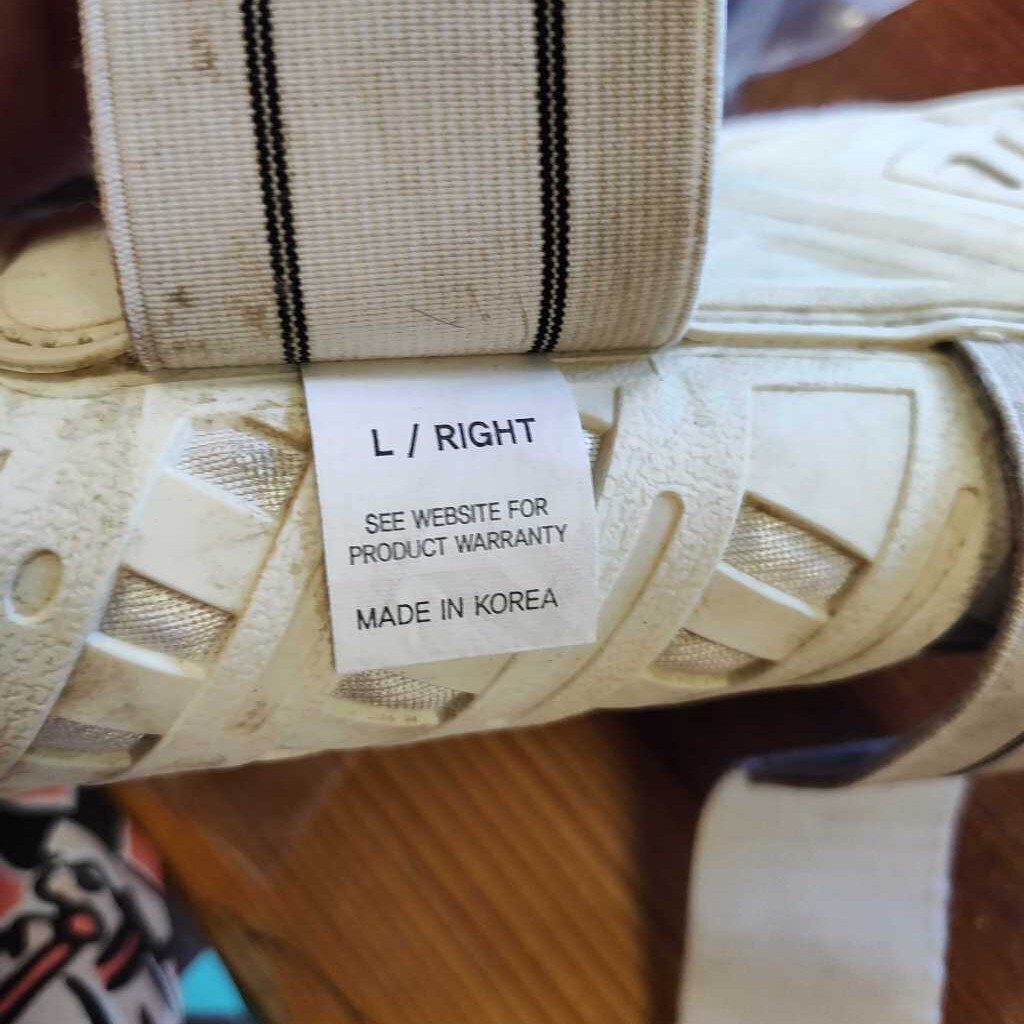 L / RIGHT
SEE WEBSITE FOR
PRODUCT WARRANTY
MADE IN KOREA